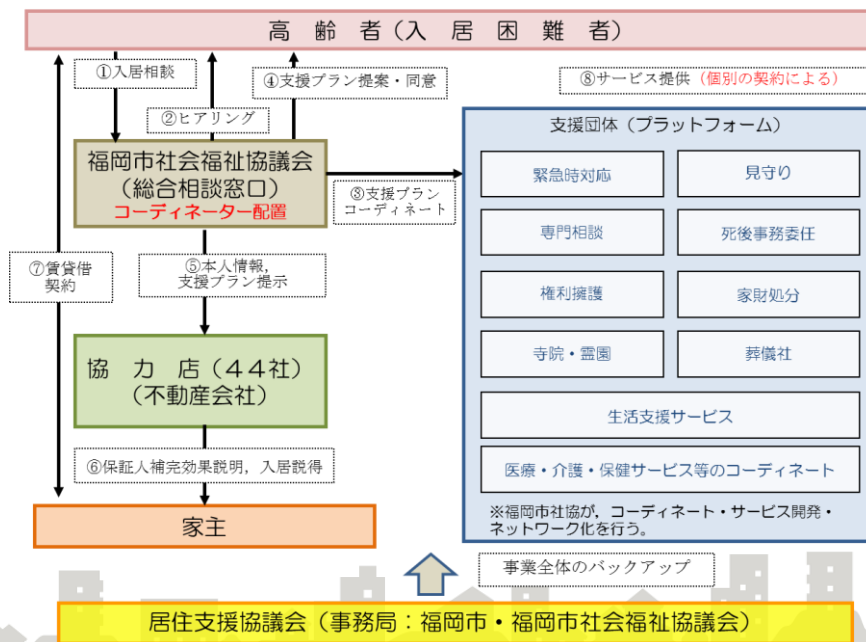 高齢者（入居困難者）
①入居相談
②ヒアリング
④支援プラン提案・同意
⑧サービス提供（個別の契約による）
福岡市社会福祉協議会
（総合相談窓口）
コーディネーター配置
③支援プラン
コーディネート
⑦賃貸借
契約
⑤本人情報，
支援プラン提示
協力店（４４社）
（不動産会社）
⑥保証人補完効果説明，入居説得
家主
支援団体（プラットフォーム）
緊急時対応
見守り
専門相談
死後事務委任
権利擁護
家財処分
寺院・霊園
葬儀社
生活支援サービス
医療・介護・保健サービス等のコーディネート
※福岡市社協が，コーディネート・サービス開発・
ネットワーク化を行う。
事業全体のバックアップ
居住支援協議会（事務局：福岡市・福岡市社会福祉協議会）